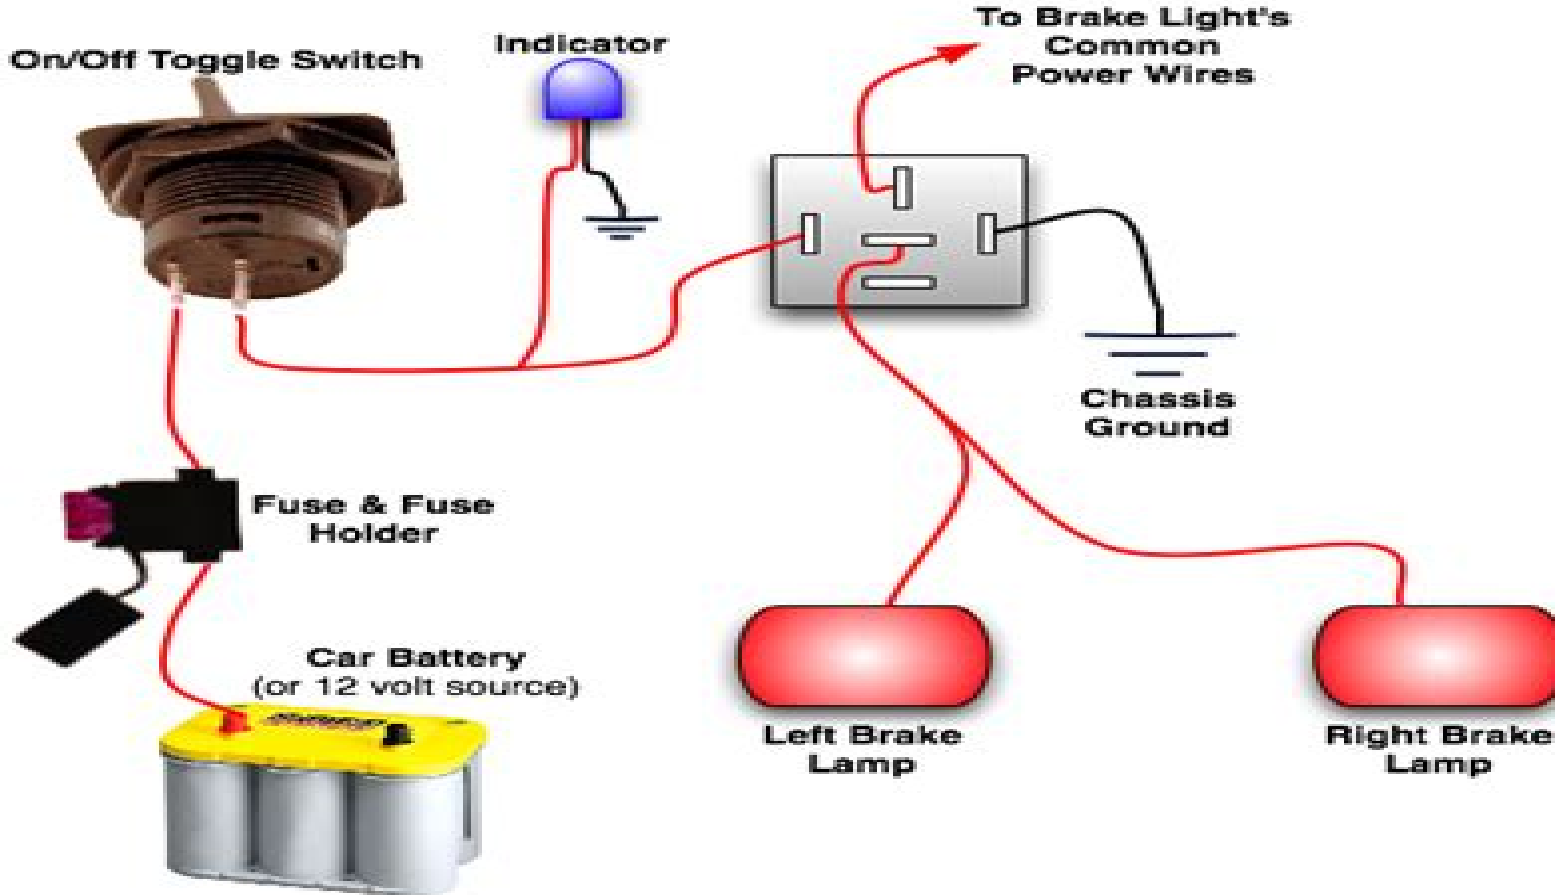 To Brake Light's
Common
Power Wires
On/Off Toggle Switch
Indicator
Chassis
Ground
Fuse & Fuse
Holder
Car Battery
(or 12 volt source)
Left Brake
Lamp
Right Brake
Lamp